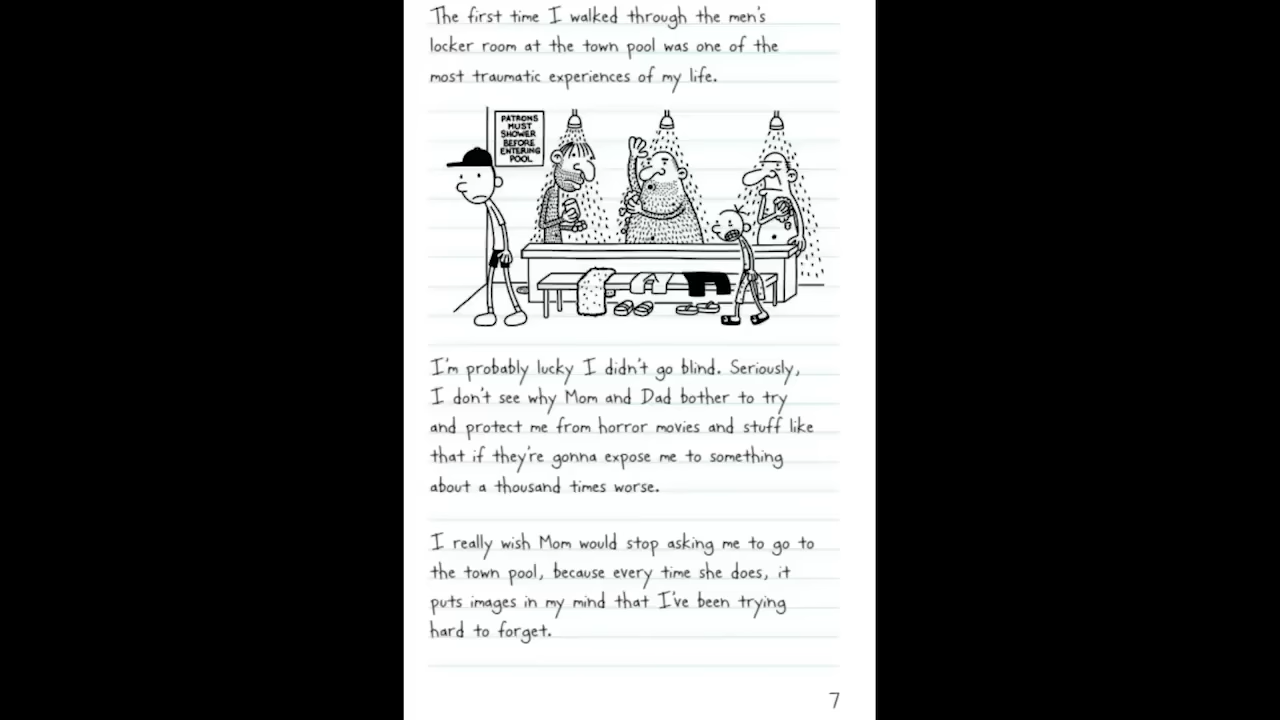 The first time I walked through the men's
locker room at the town pool was one of the
most traumatic experiences of my life.
PATRONS
MUST
SHOWER
BEFORE
ENTERING
POOL
I'm probably lucky I didn't go blind. Seriously,
I don't see why Mom and Dad bother to try
and protect me from horror movies and stuff like
that if they're gonna expose me to something
about a thousand times worse.
I really wish Mom would stop asking me to go to
the town pool, because every time she does, it
puts images in my mind that I've been trying
hard to forget.
7